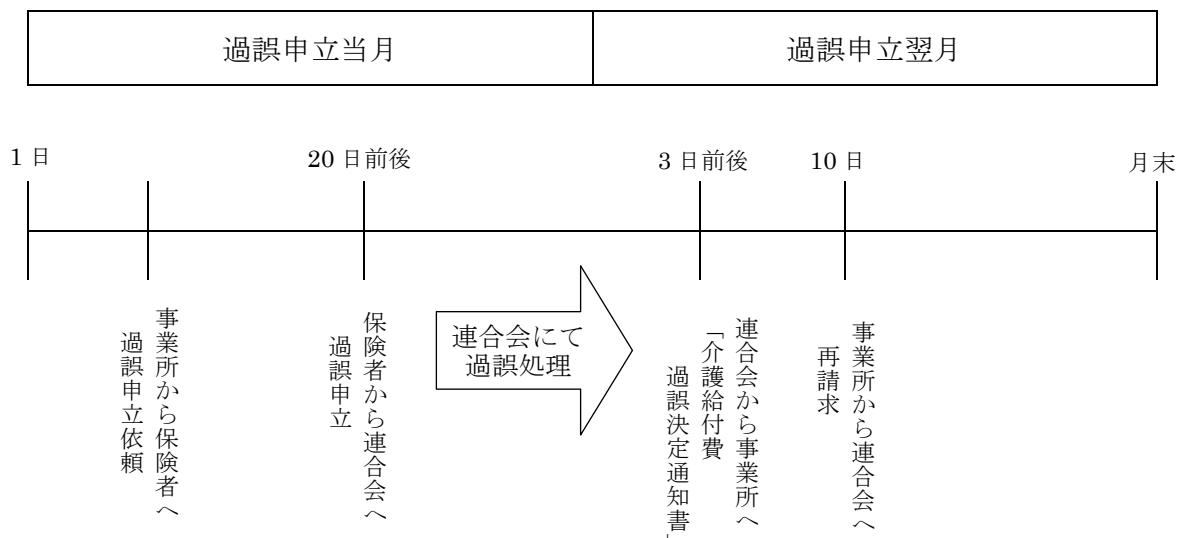 過誤申立当月
過誤申立翌月
1 日
20 日前後
3 日前後
10 日
月末
事業所から保険者へ
過誤申立依頼
保険者から連合会へ
過誤申立
連合会にて
過誤処理
連合会から事業所へ
「介護給付費
過誤決定通知書」
事業所から連合会へ
再請求